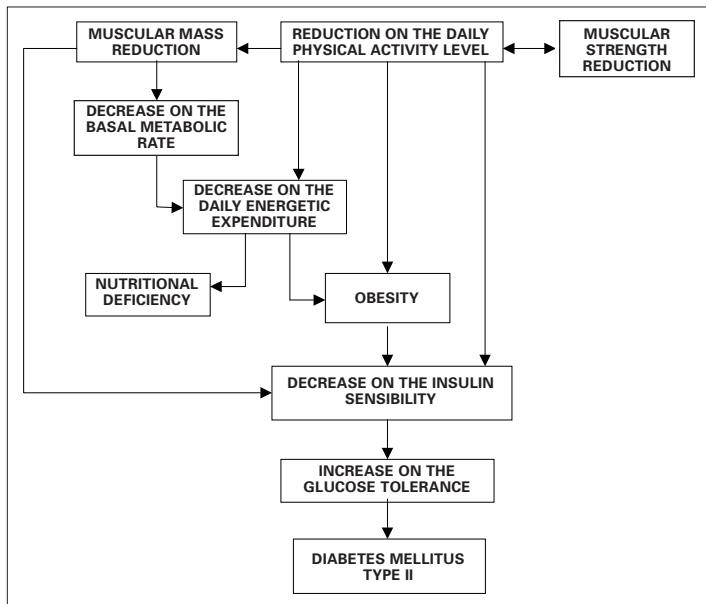 MUSCULAR MASS
REDUCTION
REDUCTION ON THE DAILY
PHYSICAL ACTIVITY LEVEL
MUSCULAR
STRENGTH
REDUCTION
DECREASE ON THE
BASAL METABOLIC
RATE
DECREASE ON THE
DAILY ENERGETIC
EXPENDITURE
NUTRITIONAL
DEFICIENCY
OBESITY
DECREASE ON THE INSULIN
SENSIBILITY
INCREASE ON THE
GLUCOSE TOLERANCE
DIABETES MELLITUS
TYPE II